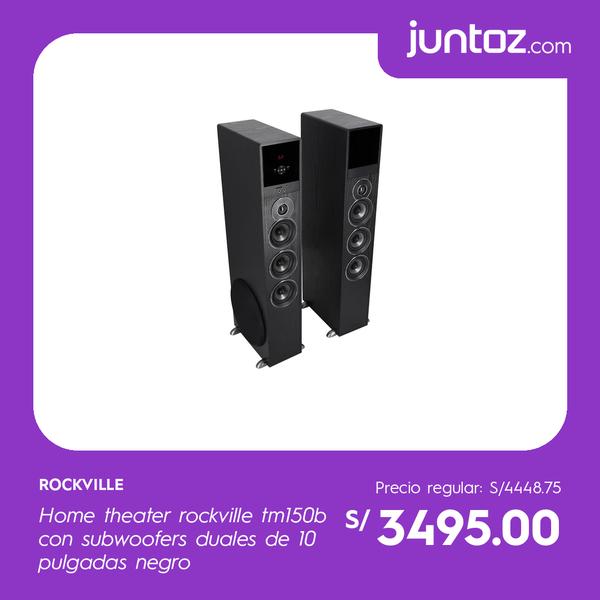 juntoz.com
ROCKVILLE
Home theater rockville tm150b
con subwoofers duales de 10
pulgadas negro
Precio regular: S/4448.75
S/ 3495.00